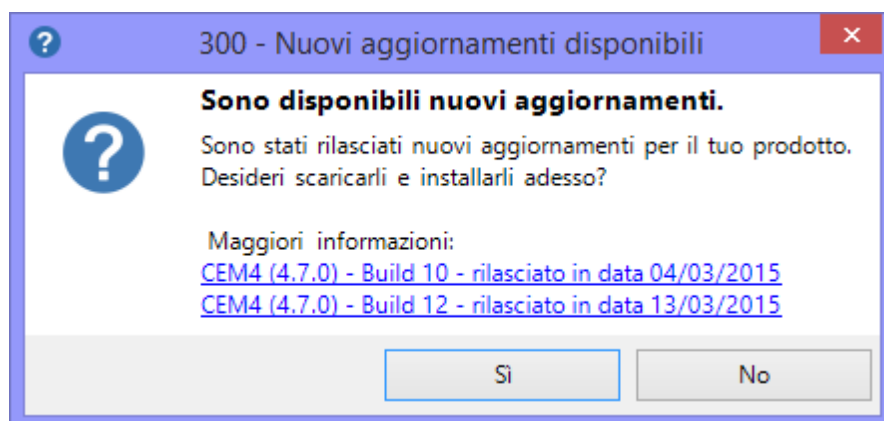 300 - Nuovi aggiornamenti disponibili
Sono disponibili nuovi aggiornamenti.
Sono stati rilasciati nuovi aggiornamenti per il tuo prodotto.
Desideri scaricarli e installarli adesso?
Maggiori informazioni:
CEM4 (4.7.0) - Build 10 - rilasciato in data 04/03/2015
CEM4 (4.7.0) - Build 12 - rilasciato in data 13/03/2015
Sì
No